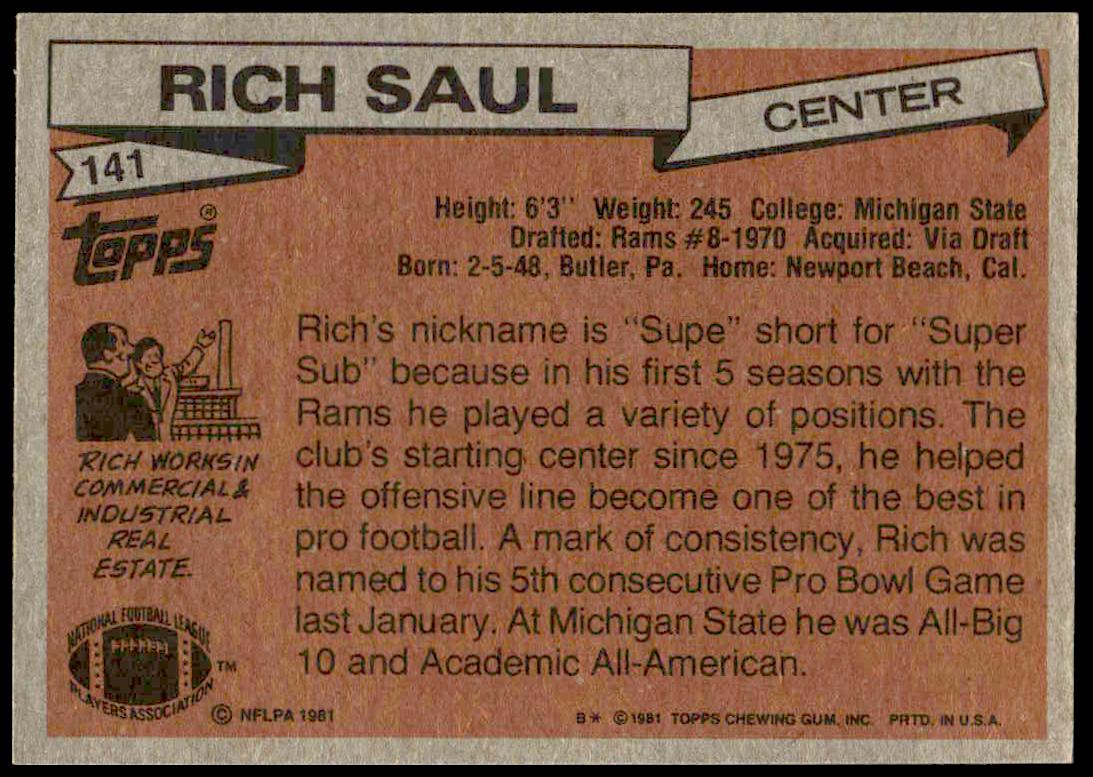 RICH SAUL
CENTER
141
topps®
Height: 6'3'' Weight: 245 College: Michigan State
Drafted: Rams #8-1970 Acquired: Via Draft
Born: 2-5-48, Butler, Pa. Home: Newport Beach, Cal.
Rich's nickname is "Supe" short for "Super
Sub" because in his first 5 seasons with the
Rams he played a variety of positions. The
club's starting center since 1975, he helped
the offensive line become one of the best in
pro football. A mark of consistency, Rich was
named to his 5th consecutive Pro Bowl Game
last January. At Michigan State he was All-Big
10 and Academic All-American.
RICH WORKS IN
COMMERCIAL &
INDUSTRIAL
REAL
ESTATE.
NATIONAL FOOTBALL LEAGUE
PLAYERS ASSOCIATION
TM
© NFLPA 1981
B* ©1981 TOPPS CHEWING GUM, INC. PRTD. IN U.S.A.